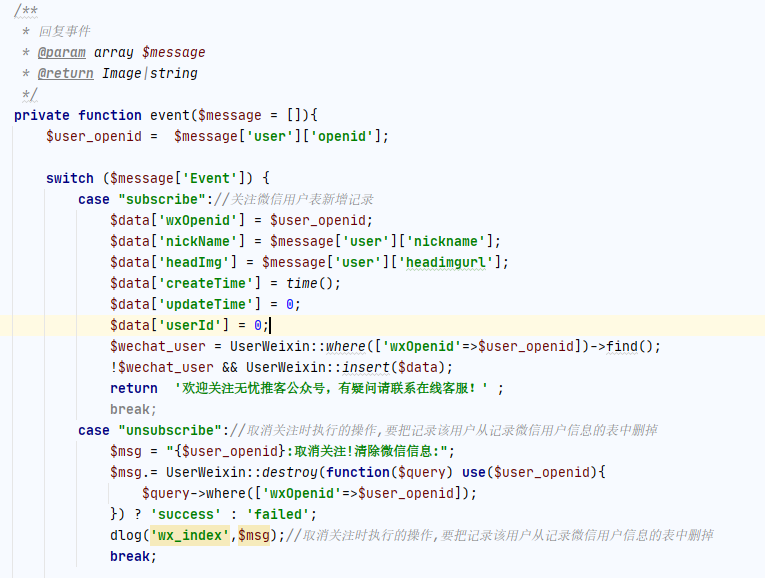 /**
 * 回复事件
 * @param array $message
 * @return Image|string
 */
private function event($message = []){
    $user_openid =  $message['user']['openid'];
    switch ($message['Event']) {
        case "subscribe"://关注微信用户表新增记录
            $data['wxOpenid'] = $user_openid;
            $data['nickName'] = $message['user']['nickname'];
            $data['headImg'] = $message['user']['headimgurl'];
            $data['createTime'] = time();
            $data['updateTime'] = 0;
            $data['userId'] = 0;
            $wechat_user = UserWeixin::where(['wxOpenid'=>$user_openid])->find();
            !$wechat_user && UserWeixin::insert($data);
            return  '欢迎关注无忧推客公众号，有疑问请联系在线客服！' ;
            break;
        case "unsubscribe"://取消关注时执行的操作,要把记录该用户从记录微信用户信息的表中删掉
            $msg = "{$user_openid}:取消关注!清除微信信息:";
            $msg.= UserWeixin::destroy(function($query) use($user_openid){
                $query->where(['wxOpenid'=>$user_openid]);
            }) ? 'success' : 'failed';
            dlog('wx_index',$msg);//取消关注时执行的操作,要把记录该用户从记录微信用户信息的表中删掉
            break;